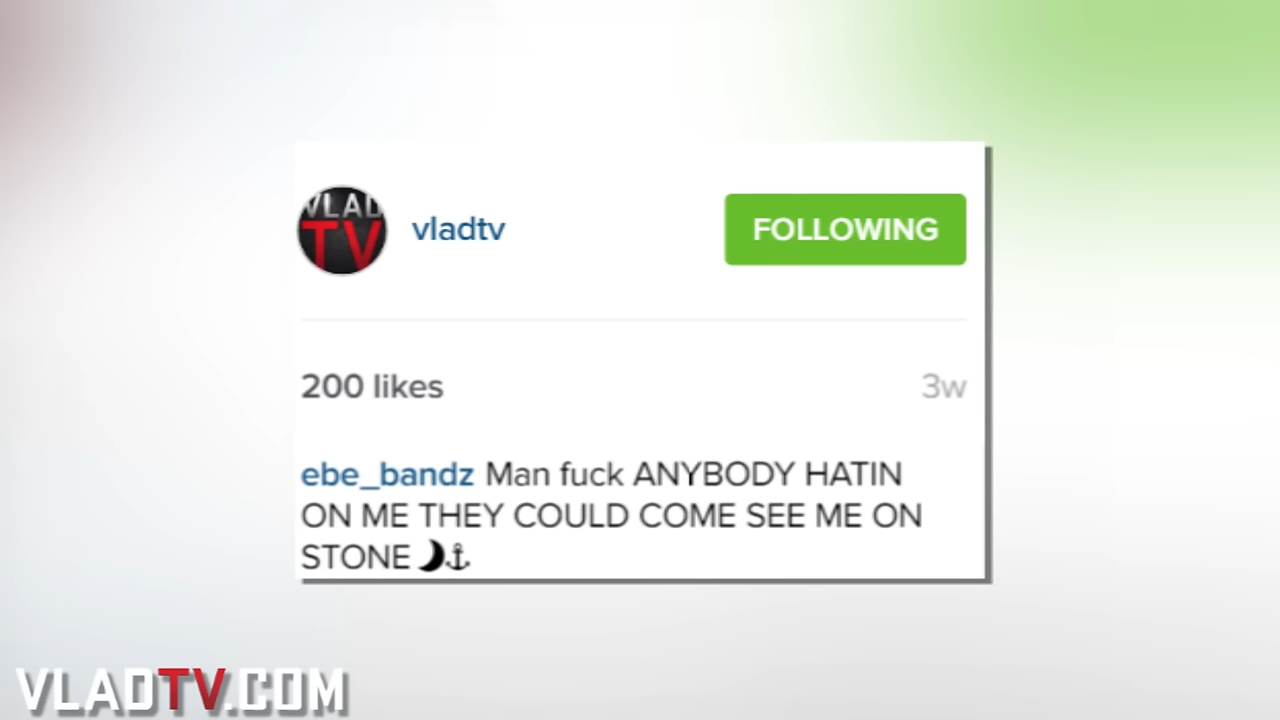 VLAD
TV
vladtv
FOLLOWING
200 likes
3w
ebe_bandz Man fuck ANYBODY HATIN
ON ME THEY COULD COME SEE ME ON
STONE 🌙⚓
VLADTV.COM